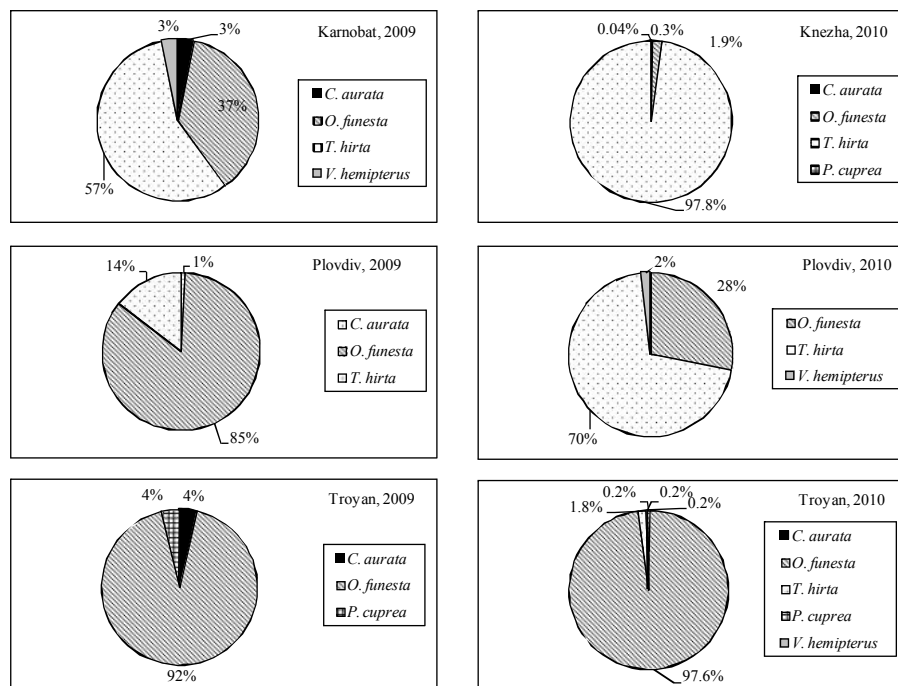 3%
3%
Karnobat, 2009
37%
57%
C. aurata
O. funesta
T. hirta
V. hemipterus
0.04%
0.3%
1.9%
Knezha, 2010
97.8%
C. aurata
O. funesta
T. hirta
P. cuprea
14%
1%
Plovdiv, 2009
85%
C. aurata
O. funesta
T. hirta
2%
28%
Plovdiv, 2010
70%
O. funesta
T. hirta
V. hemipterus
4%
4%
Troyan, 2009
92%
C. aurata
O. funesta
P. cuprea
1.8%
0.2%
0.2%
0.2%
Troyan, 2010
97.6%
C. aurata
O. funesta
T. hirta
P. cuprea
V. hemipterus